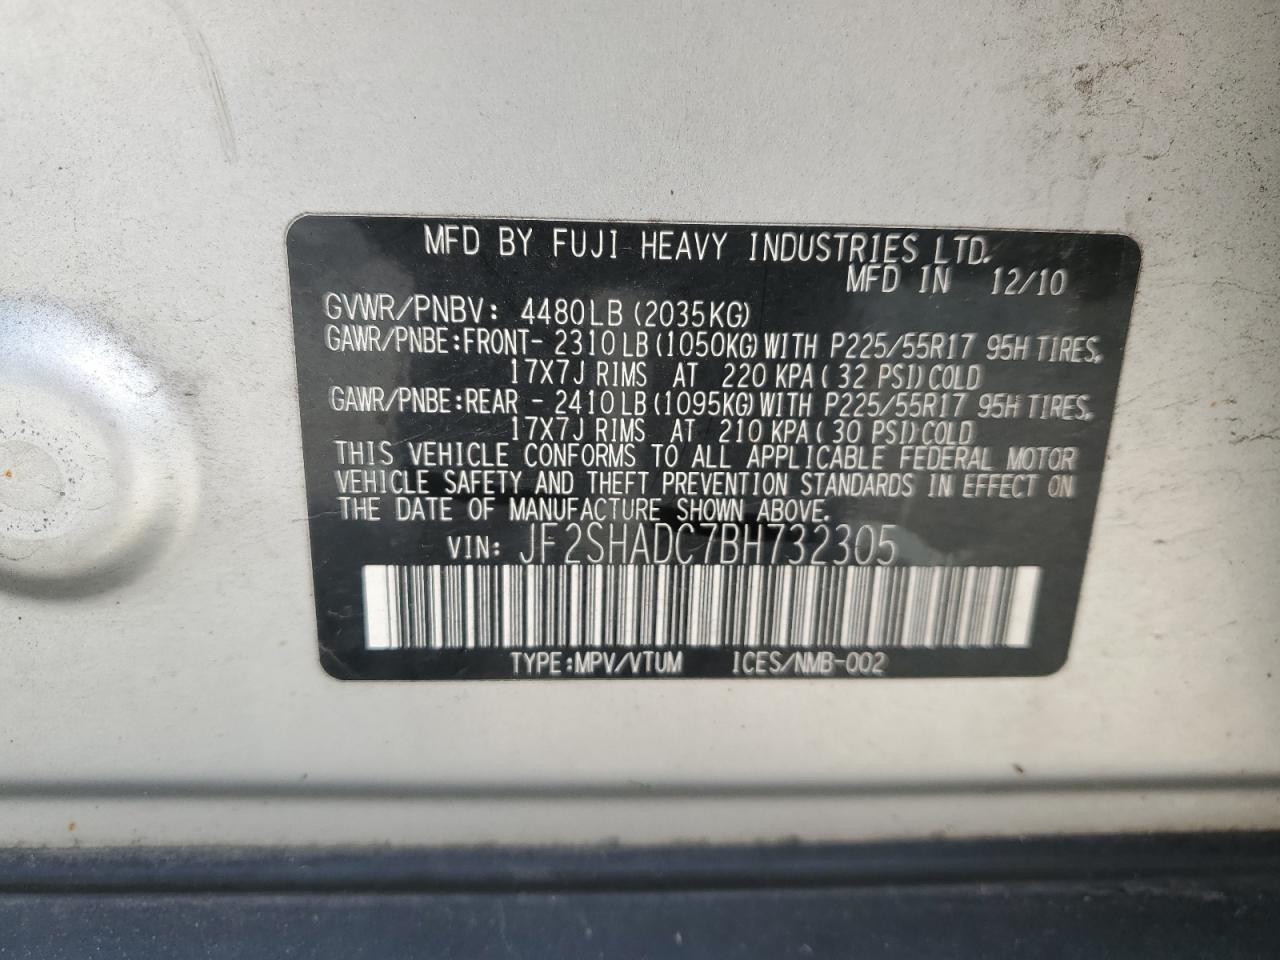 MFD BY FUJI HEAVY INDUSTRIES LTD.
MFD IN 12/10
GVWR/PNBV: 4480LB (2035KG)
GAWR/PNBE:FRONT- 2310LB (1050KG) WITH P225/55R17 95H TIRES,
17X7J RIMS AT 220 KPA ( 32 PSI) COLD
GAWR/PNBE:REAR - 2410LB (1095KG) WITH P225/55R17 95H TIRES,
17X7J RIMS AT 210 KPA ( 30 PSI) COLD
THIS VEHICLE CONFORMS TO ALL APPLICABLE FEDERAL MOTOR
VEHICLE SAFETY AND THEFT PREVENTION STANDARDS IN EFFECT ON
THE DATE OF MANUFACTURE SHOWN ABOVE.
VIN: JF2SHADC7BH732305
TYPE:MPV/VTUM ICES/NMB-002